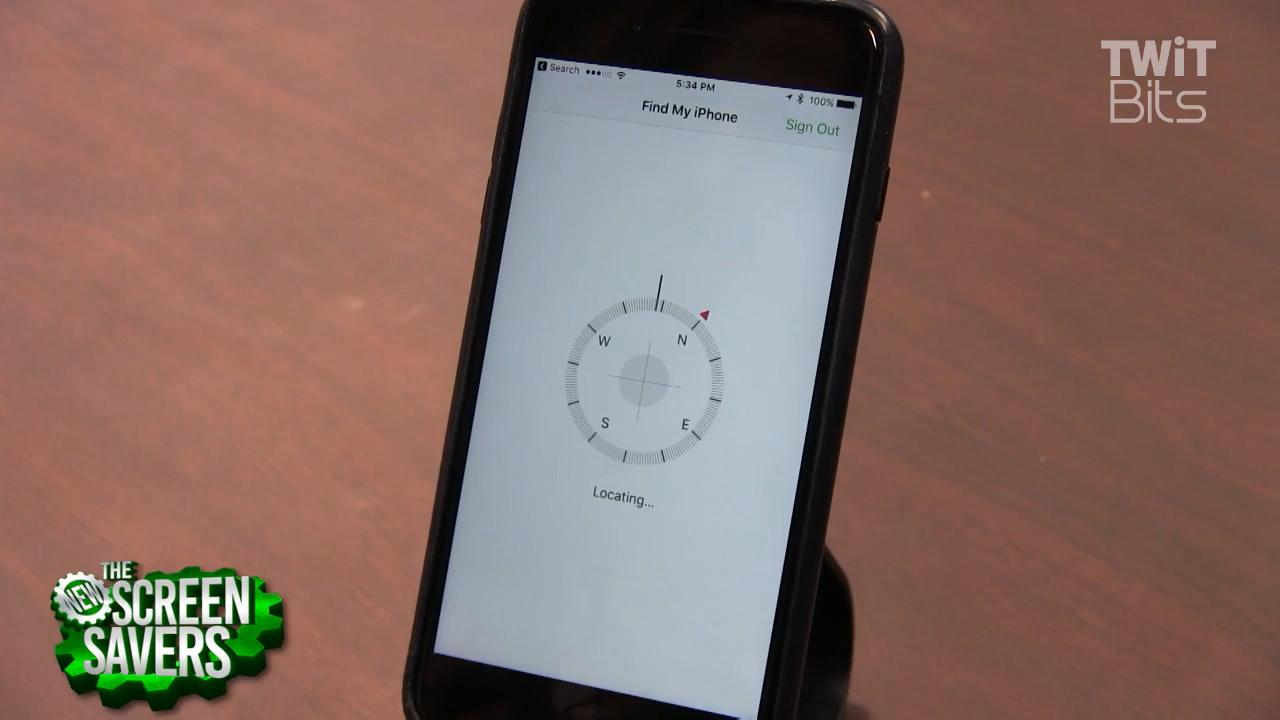 Search 5:34 PM 100%
Find My iPhone
Sign Out
W N
S E
Locating...
TWiT
Bits
THE
NEW SCREEN
SAVERS